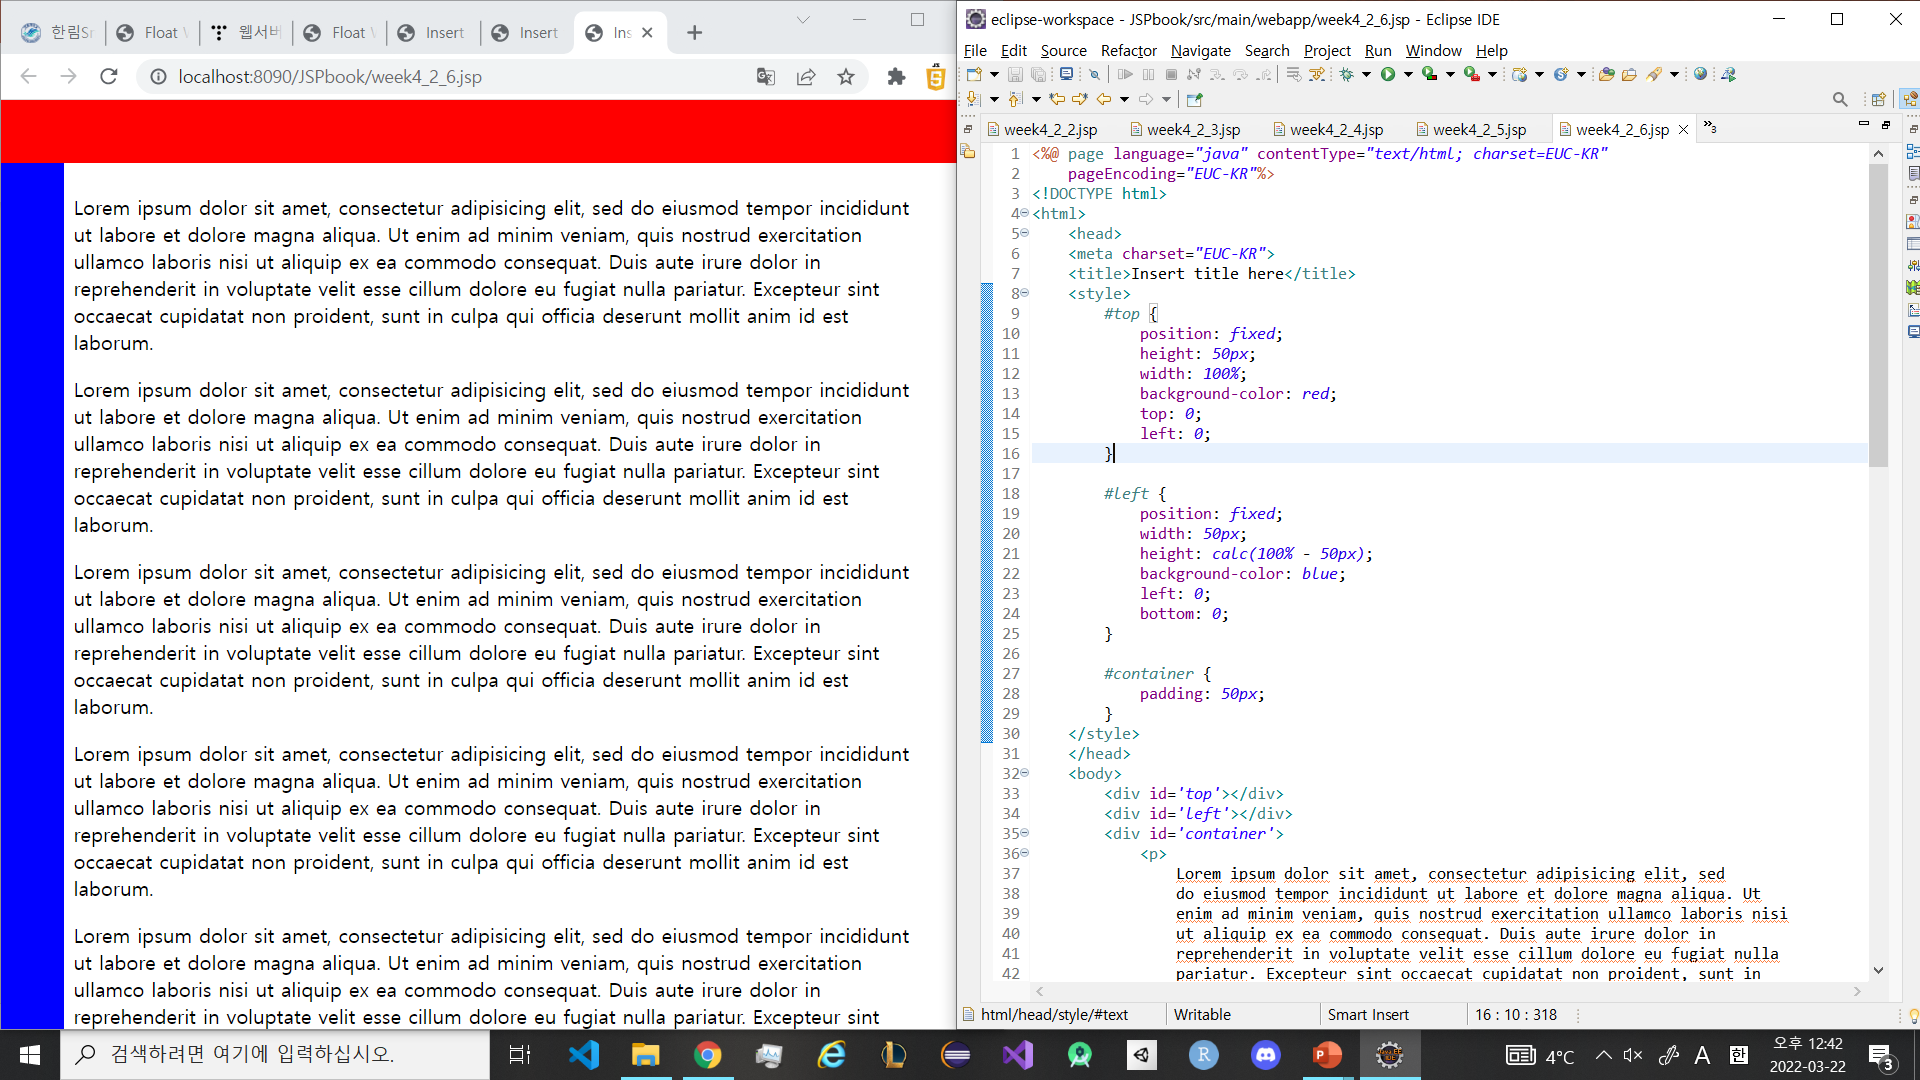 한림Sr
Float
웹서버
Float
Insert
Insert
Ins
localhost:8090/JSPbook/week4_2_6.jsp
Lorem ipsum dolor sit amet, consectetur adipisicing elit, sed do eiusmod tempor incididunt
ut labore et dolore magna aliqua. Ut enim ad minim veniam, quis nostrud exercitation
ullamco laboris nisi ut aliquip ex ea commodo consequat. Duis aute irure dolor in
reprehenderit in voluptate velit esse cillum dolore eu fugiat nulla pariatur. Excepteur sint
occaecat cupidatat non proident, sunt in culpa qui officia deserunt mollit anim id est
laborum.
Lorem ipsum dolor sit amet, consectetur adipisicing elit, sed do eiusmod tempor incididunt
ut labore et dolore magna aliqua. Ut enim ad minim veniam, quis nostrud exercitation
ullamco laboris nisi ut aliquip ex ea commodo consequat. Duis aute irure dolor in
reprehenderit in voluptate velit esse cillum dolore eu fugiat nulla pariatur. Excepteur sint
occaecat cupidatat non proident, sunt in culpa qui officia deserunt mollit anim id est
laborum.
Lorem ipsum dolor sit amet, consectetur adipisicing elit, sed do eiusmod tempor incididunt
ut labore et dolore magna aliqua. Ut enim ad minim veniam, quis nostrud exercitation
ullamco laboris nisi ut aliquip ex ea commodo consequat. Duis aute irure dolor in
reprehenderit in voluptate velit esse cillum dolore eu fugiat nulla pariatur. Excepteur sint
occaecat cupidatat non proident, sunt in culpa qui officia deserunt mollit anim id est
laborum.
Lorem ipsum dolor sit amet, consectetur adipisicing elit, sed do eiusmod tempor incididunt
ut labore et dolore magna aliqua. Ut enim ad minim veniam, quis nostrud exercitation
ullamco laboris nisi ut aliquip ex ea commodo consequat. Duis aute irure dolor in
reprehenderit in voluptate velit esse cillum dolore eu fugiat nulla pariatur. Excepteur sint
occaecat cupidatat non proident, sunt in culpa qui officia deserunt mollit anim id est
laborum.
Lorem ipsum dolor sit amet, consectetur adipisicing elit, sed do eiusmod tempor incididunt
ut labore et dolore magna aliqua. Ut enim ad minim veniam, quis nostrud exercitation
ullamco laboris nisi ut aliquip ex ea commodo consequat. Duis aute irure dolor in
reprehenderit in voluptate velit esse cillum dolore eu fugiat nulla pariatur. Excepteur sint
eclipse-workspace - JSPbook/src/main/webapp/week4_2_6.jsp - Eclipse IDE
File Edit Source Refactor Navigate Search Project Run Window Help
week4_2_2.jsp week4_2_3.jsp week4_2_4.jsp week4_2_5.jsp week4_2_6.jsp »3
1 <%@ page language="java" contentType="text/html; charset=EUC-KR"
2 pageEncoding="EUC-KR"%>
3 <!DOCTYPE html>
4 <html>
5 <head>
6 <meta charset="EUC-KR">
7 <title>Insert title here</title>
8 <style>
9 #top {
10 position: fixed;
11 height: 50px;
12 width: 100%;
13 background-color: red;
14 top: 0;
15 left: 0;
16 }
17
18 #left {
19 position: fixed;
20 width: 50px;
21 height: calc(100% - 50px);
22 background-color: blue;
23 left: 0;
24 bottom: 0;
25 }
26
27 #container {
28 padding: 50px;
29 }
30 </style>
31 </head>
32 <body>
33 <div id='top'></div>
34 <div id='left'></div>
35 <div id='container'>
36 <p>
37 Lorem ipsum dolor sit amet, consectetur adipisicing elit, sed
38 do eiusmod tempor incididunt ut labore et dolore magna aliqua. Ut
39 enim ad minim veniam, quis nostrud exercitation ullamco laboris nisi
40 ut aliquip ex ea commodo consequat. Duis aute irure dolor in
41 reprehenderit in voluptate velit esse cillum dolore eu fugiat nulla
42 pariatur. Excepteur sint occaecat cupidatat non proident, sunt in
html/head/style/#text Writable Smart Insert 16 : 10 : 318
검색하려면 여기에 입력하십시오.
4°C A 한
오후 12:42
2022-03-22
3